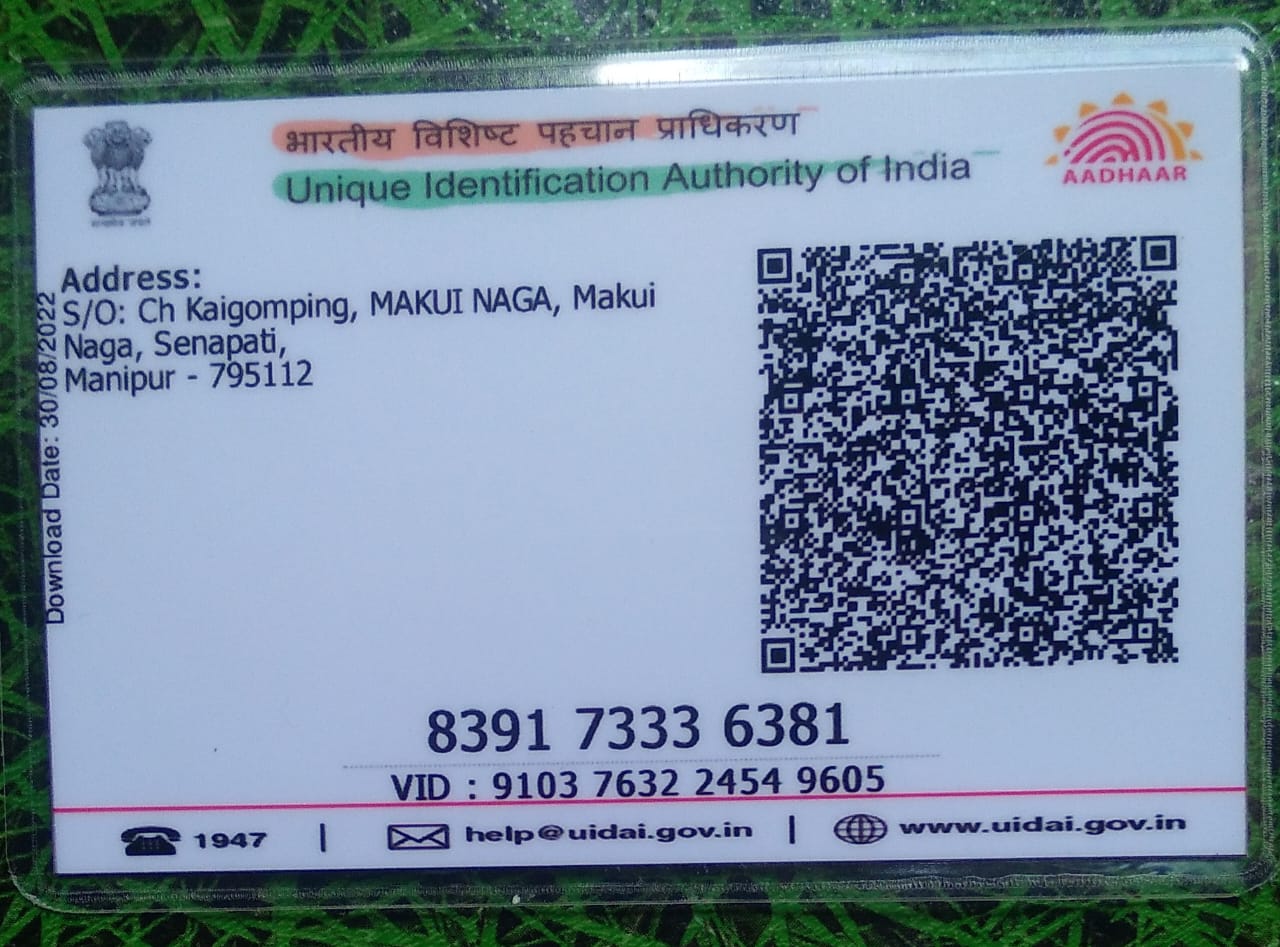 भारतीय विशिष्ट पहचान प्राधिकरण
Unique Identification Authority of India
AADHAAR
Address:
S/O: Ch Kaigomping, MAKUI NAGA, Makui
Naga, Senapati,
Manipur - 795112
Download Date: 30/08/2022
8391 7333 6381
VID : 9103 7632 2454 9605
1947 | help@uidai.gov.in | www.uidai.gov.in